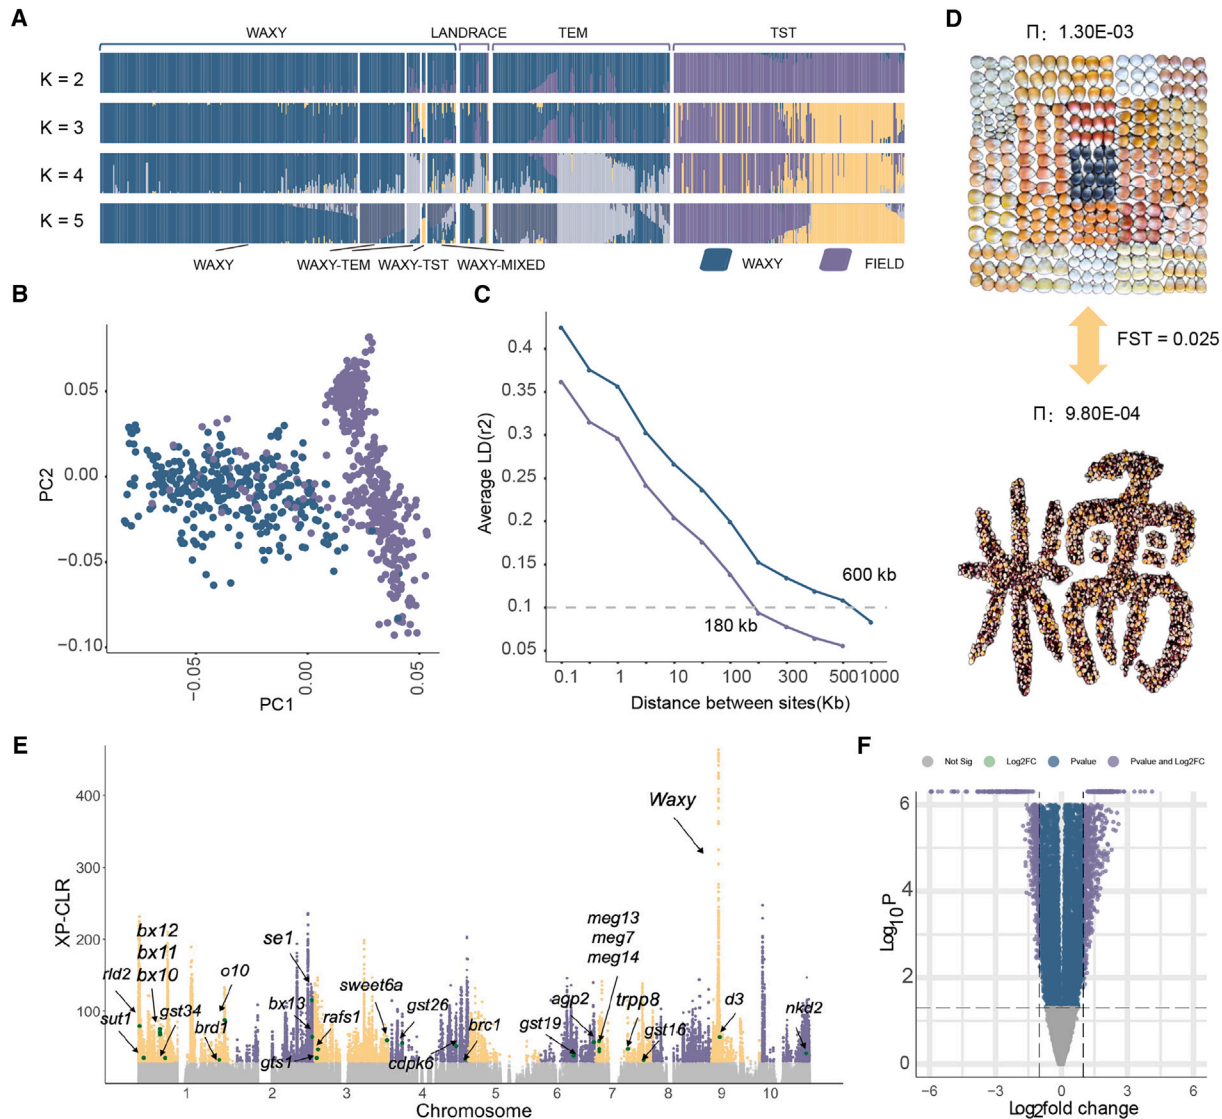 A
WAXY LANDRACE TEM TST
K = 2
K = 3
K = 4
K = 5
WAXY WAXY-TEM WAXY-TST WAXY-MIXED
WAXY FIELD
B
PC2
0.05
0.00
−0.05
−0.10
−0.05 0.00 0.05
PC1
C
Average LD(r2)
0.4
0.35
0.3
0.25
0.2
0.15
0.1
0.05
600 kb
180 kb
0.1 1 10 100 300 500 1000
Distance between sites(Kb)
D
Π: 1.30E-03
FST = 0.025
Π: 9.80E-04
糯
E
XP-CLR
400
300
200
100
Waxy
bx12
bx11
bx10
rld2
sut1
gst34
o10
brd1
se1
bx13
rafs1
gts1
sweet6a
gst26
cdpk6
brc1
meg13
meg7
meg14
agp2
gst19
trpp8
gst16
d3
nkd2
1 2 3 4 5 6 7 8 9 10
Chromosome
F
Not Sig Log2FC Pvalue Pvalue and Log2FC
Log10P
6
4
2
0
−6 −3 0 3 6
Log2fold change